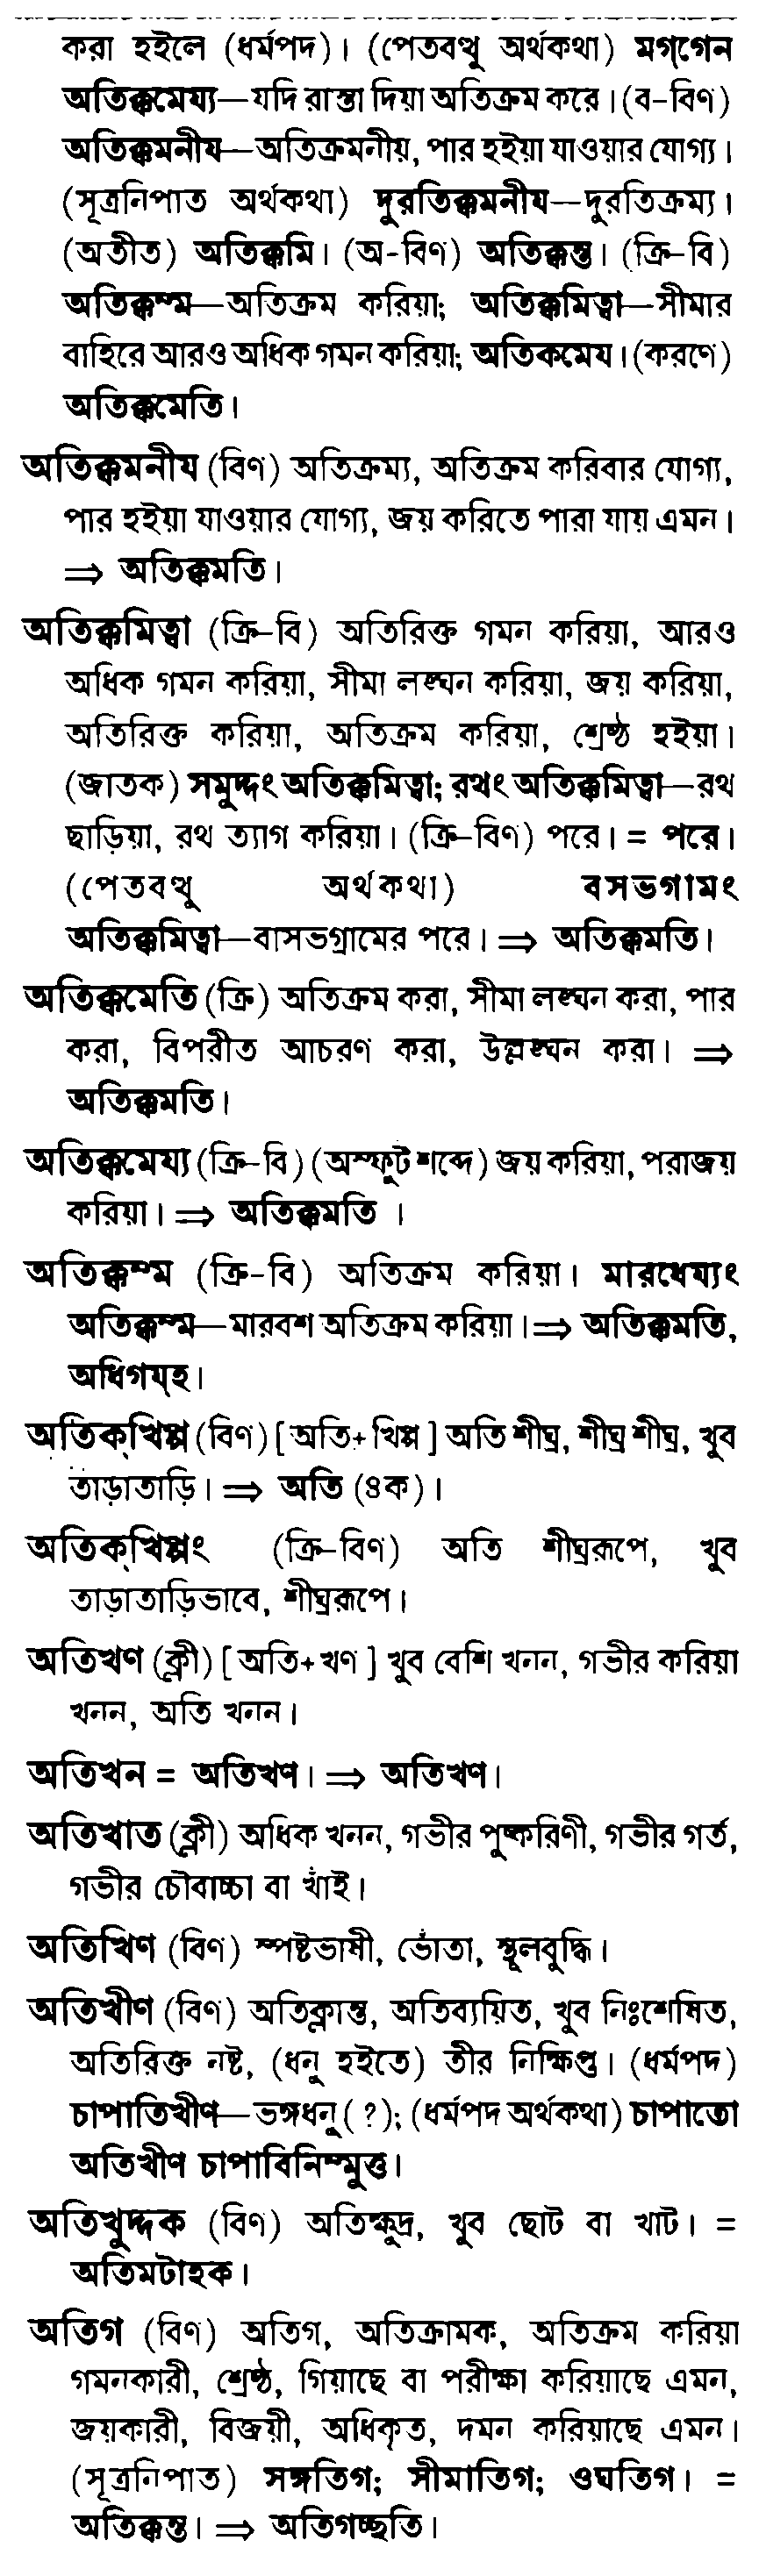 করা হইলে (ধর্মপদ)। (পেতবত্থু অর্থকথা) মগ্গেন
অতিক্কমেয্য—যদি রাস্তা দিয়া অতিক্রম করে। (ব-বিণ)
অতিক্কমনীয—অতিক্রমনীয়, পার হইয়া যাওয়ার যোগ্য।
(সূত্রনিপাত অর্থকথা) দুরতিক্কমনীয—দুরতিক্রম্য।
(অতীত) অতিক্কমি। (অ-বিণ) অতিক্কন্ত। (ক্রি-বি)
অতিক্কম্ম—অতিক্রম করিয়া; অতিক্কমিত্বা—সীমার
বাহিরে আরও অধিক গমন করিয়া; অতিকমেয। (করণে)
অতিক্কমেতি।
অতিক্কমনীয (বিণ) অতিক্রম্য, অতিক্রম করিবার যোগ্য,
পার হইয়া যাওয়ার যোগ্য, জয় করিতে পারা যায় এমন।
⇒ অতিক্কমতি।
অতিক্কমিত্বা (ক্রি-বি) অতিরিক্ত গমন করিয়া, আরও
অধিক গমন করিয়া, সীমা লঙ্ঘন করিয়া, জয় করিয়া,
অতিরিক্ত করিয়া, অতিক্রম করিয়া, শ্রেষ্ঠ হইয়া।
(জাতক) সমুদ্দং অতিক্কমিত্বা; রথং অতিক্কমিত্বা—রথ
ছাড়িয়া, রথ ত্যাগ করিয়া। (ক্রি-বিণ) পরে। = পরে।
(পেতবত্থু অর্থকথা) বসভগামং
অতিক্কমিত্বা—বাসভগ্রামের পরে। ⇒ অতিক্কমতি।
অতিক্কমেতি (ক্রি) অতিক্রম করা, সীমা লঙ্ঘন করা, পার
করা, বিপরীত আচরণ করা, উল্লঙ্ঘন করা। ⇒
অতিক্কমতি।
অতিক্কমেয্য (ক্রি-বি) (অস্ফুট শব্দে) জয় করিয়া, পরাজয়
করিয়া। ⇒ অতিক্কমতি ।
অতিক্কম্ম (ক্রি-বি) অতিক্রম করিয়া। মারধেয্যং
অতিক্কম্ম—মারবশ অতিক্রম করিয়া। ⇒ অতিক্কমতি,
অধিগয্হ।
অতিক্খিপ্প (বিণ) [ অতি+ খিপ্প ] অতি শীঘ্র, শীঘ্র শীঘ্র, খুব
তাড়াতাড়ি। ⇒ অতি (৪ক)।
অতিক্খিপ্পং (ক্রি-বিণ) অতি শীঘ্ররূপে, খুব
তাড়াতাড়িভাবে, শীঘ্ররূপে।
অতিখণ (ক্লী) [ অতি+ খণ ] খুব বেশি খনন, গভীর করিয়া
খনন, অতি খনন।
অতিখন = অতিখণ। ⇒ অতিখণ।
অতিখাত (ক্লী) অধিক খনন, গভীর পুষ্করিণী, গভীর গর্ত,
গভীর চৌবাচ্চা বা খাঁই।
অতিখিণ (বিণ) স্পষ্টভাষী, ভোঁতা, স্থূলবুদ্ধি।
অতিখীণ (বিণ) অতিক্লান্ত, অতিব্যয়িত, খুব নিঃশেষিত,
অতিরিক্ত নষ্ট, (ধনু হইতে) তীর নিক্ষিপ্ত। (ধর্মপদ)
চাপাতিখীণ—ভঙ্গধনু ( ?); (ধর্মপদ অর্থকথা) চাপাতো
অতিখীণ চাপাবিনিম্মুত্ত।
অতিখুদ্দক (বিণ) অতিক্ষুদ্র, খুব ছোট বা খাট। =
অতিমটাহক।
অতিগ (বিণ) অতিগ, অতিক্রামক, অতিক্রম করিয়া
গমনকারী, শ্রেষ্ঠ, গিয়াছে বা পরীক্ষা করিয়াছে এমন,
জয়কারী, বিজয়ী, অধিকৃত, দমন করিয়াছে এমন।
(সূত্রনিপাত) সঙ্গতিগ; সীমাতিগ; ওঘতিগ। =
অতিক্কন্ত। ⇒ অতিগচ্ছতি।